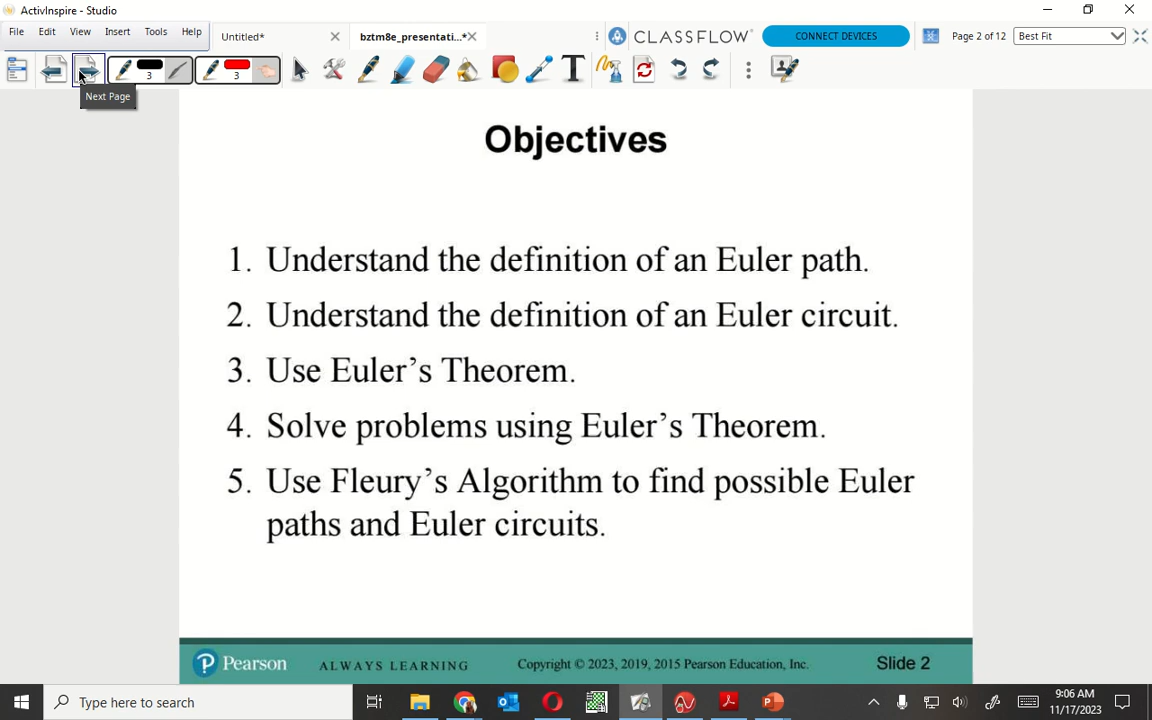 ActivInspire - Studio
File Edit View Insert Tools Help
Untitled*
bztm8e_presentati...*
CLASSFLOW
CONNECT DEVICES
Page 2 of 12
Best Fit
3
3
Next Page
Objectives
1. Understand the definition of an Euler path.
2. Understand the definition of an Euler circuit.
3. Use Euler’s Theorem.
4. Solve problems using Euler’s Theorem.
5. Use Fleury’s Algorithm to find possible Euler
paths and Euler circuits.
Pearson ALWAYS LEARNING Copyright © 2023, 2019, 2015 Pearson Education, Inc. Slide 2
Type here to search
9:06 AM
11/17/2023